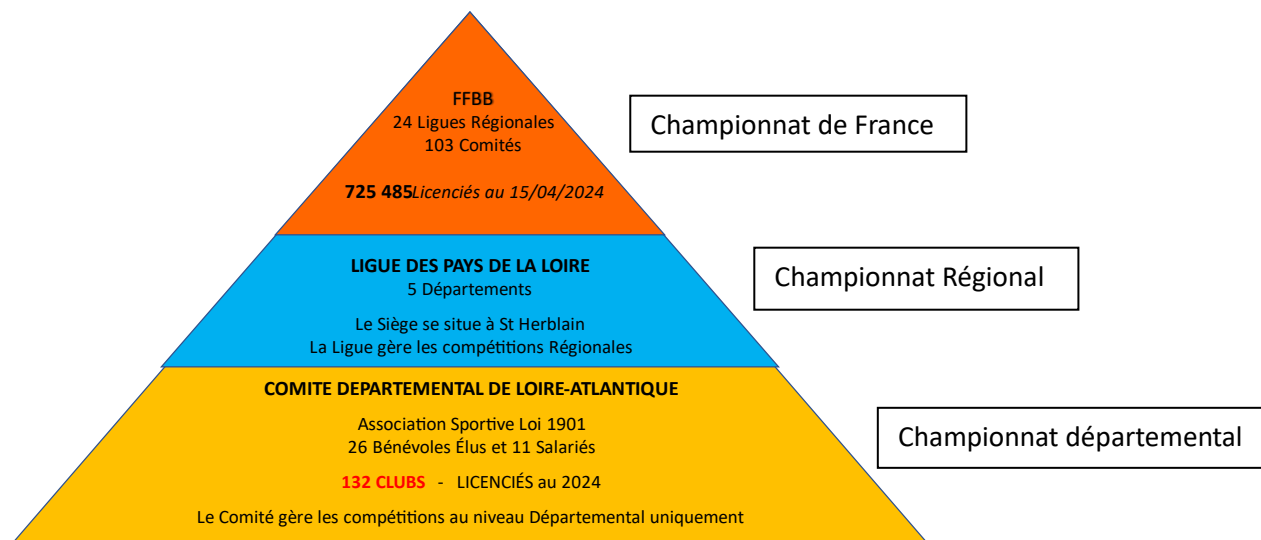 FFBB
24 Ligues Régionales
103 Comités
725 485Licenciés au 15/04/2024
Championnat de France
LIGUE DES PAYS DE LA LOIRE
5 Départements
Le Siège se situe à St Herblain
La Ligue gère les compétitions Régionales
Championnat Régional
COMITE DEPARTEMENTAL DE LOIRE-ATLANTIQUE
Association Sportive Loi 1901
26 Bénévoles Élus et 11 Salariés
132 CLUBS - LICENCIÉS au 2024
Le Comité gère les compétitions au niveau Départemental uniquement
Championnat départemental